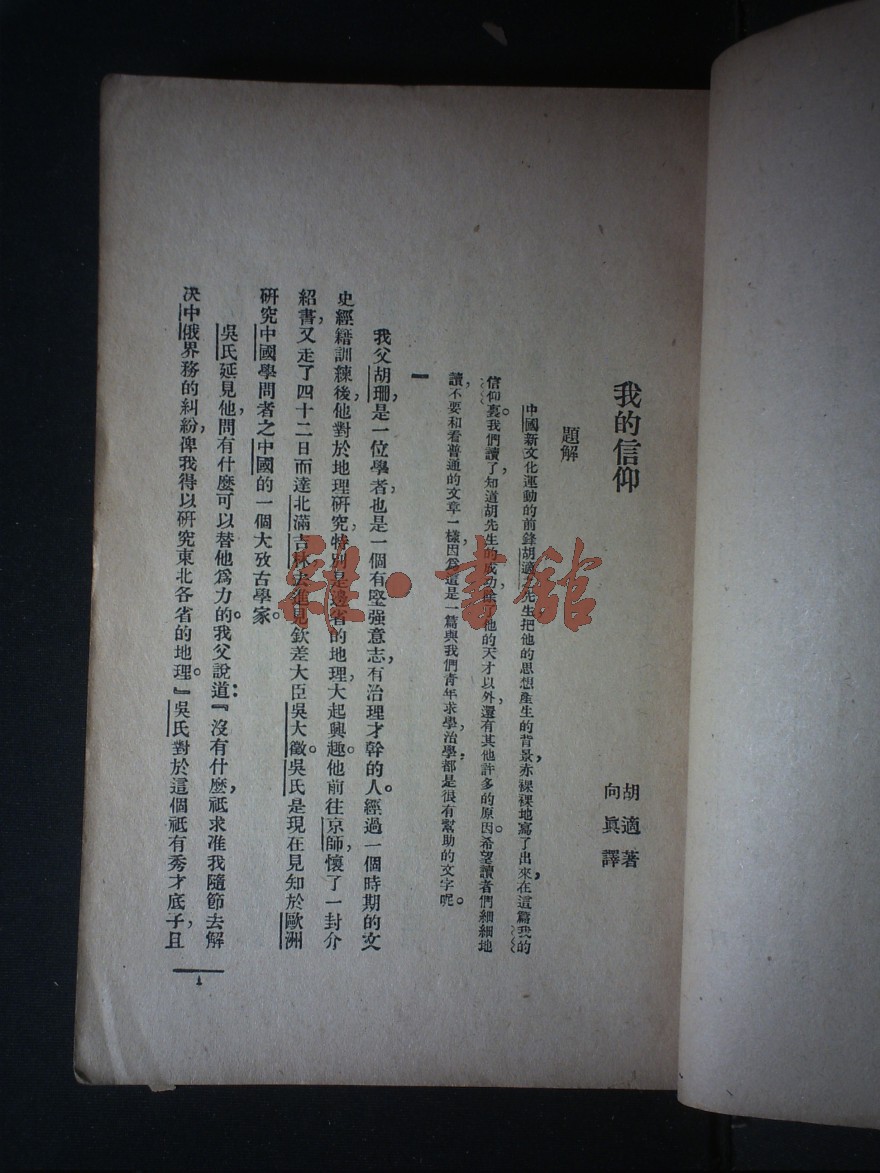 我的信仰
胡適著
向眞譯
題解
中國新文化運動的前鋒胡適之先生把他的思想產生的背景，赤裸裸地寫了出來，在這篇我的
信仰裏。我們讀了，知道胡先生的成功，除了他的天才以外，還有其他許多的原因。希望讀者們細細地
讀，不要和看普通的文章一樣，因爲這是一篇與我們青年求學，治學，都是很有幫助的文字呢。
一
我父胡珊，是一位學者，也是一個有堅强意志，有治理才幹的人。經過一個時期的文
史經籍訓練後，他對於地理硏究，特別是邊省的地理，大起興趣。他前往京師，懷了一封介
紹書，又走了四十二日而達北滿吉林，去進見欽差大臣吳大徵。吳氏是現在見知於歐洲
硏究中國學問者之中國的一個大攷古學家。
吳氏延見他，問有什麼可以替他爲力的。我父說道：『沒有什麼，祇求准我隨節去解
决中俄界務的糾紛，俾我得以硏究東北各省的地理。』吳氏對於這個祇有秀才底子，且
1
雜·書館